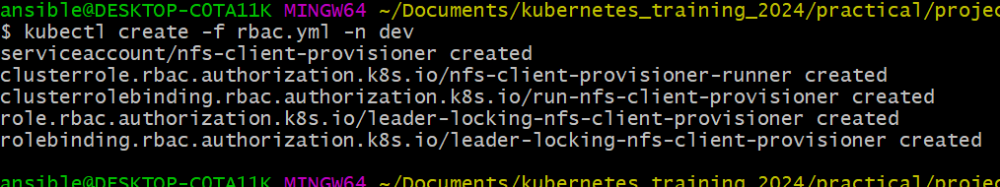 ansible@DESKTOP-COTA11K MINGW64 ~/Documents/kubernetes_training_2024/practical/projec
$ kubectl create -f rbac.yml -n dev
serviceaccount/nfs-client-provisioner created
clusterrole.rbac.authorization.k8s.io/nfs-client-provisioner-runner created
clusterrolebinding.rbac.authorization.k8s.io/run-nfs-client-provisioner created
role.rbac.authorization.k8s.io/leader-locking-nfs-client-provisioner created
rolebinding.rbac.authorization.k8s.io/leader-locking-nfs-client-provisioner created
ansible@DESKTOP-COTA11K MINGW64 ~/Documents/kubernetes_training_2024/practical/projec